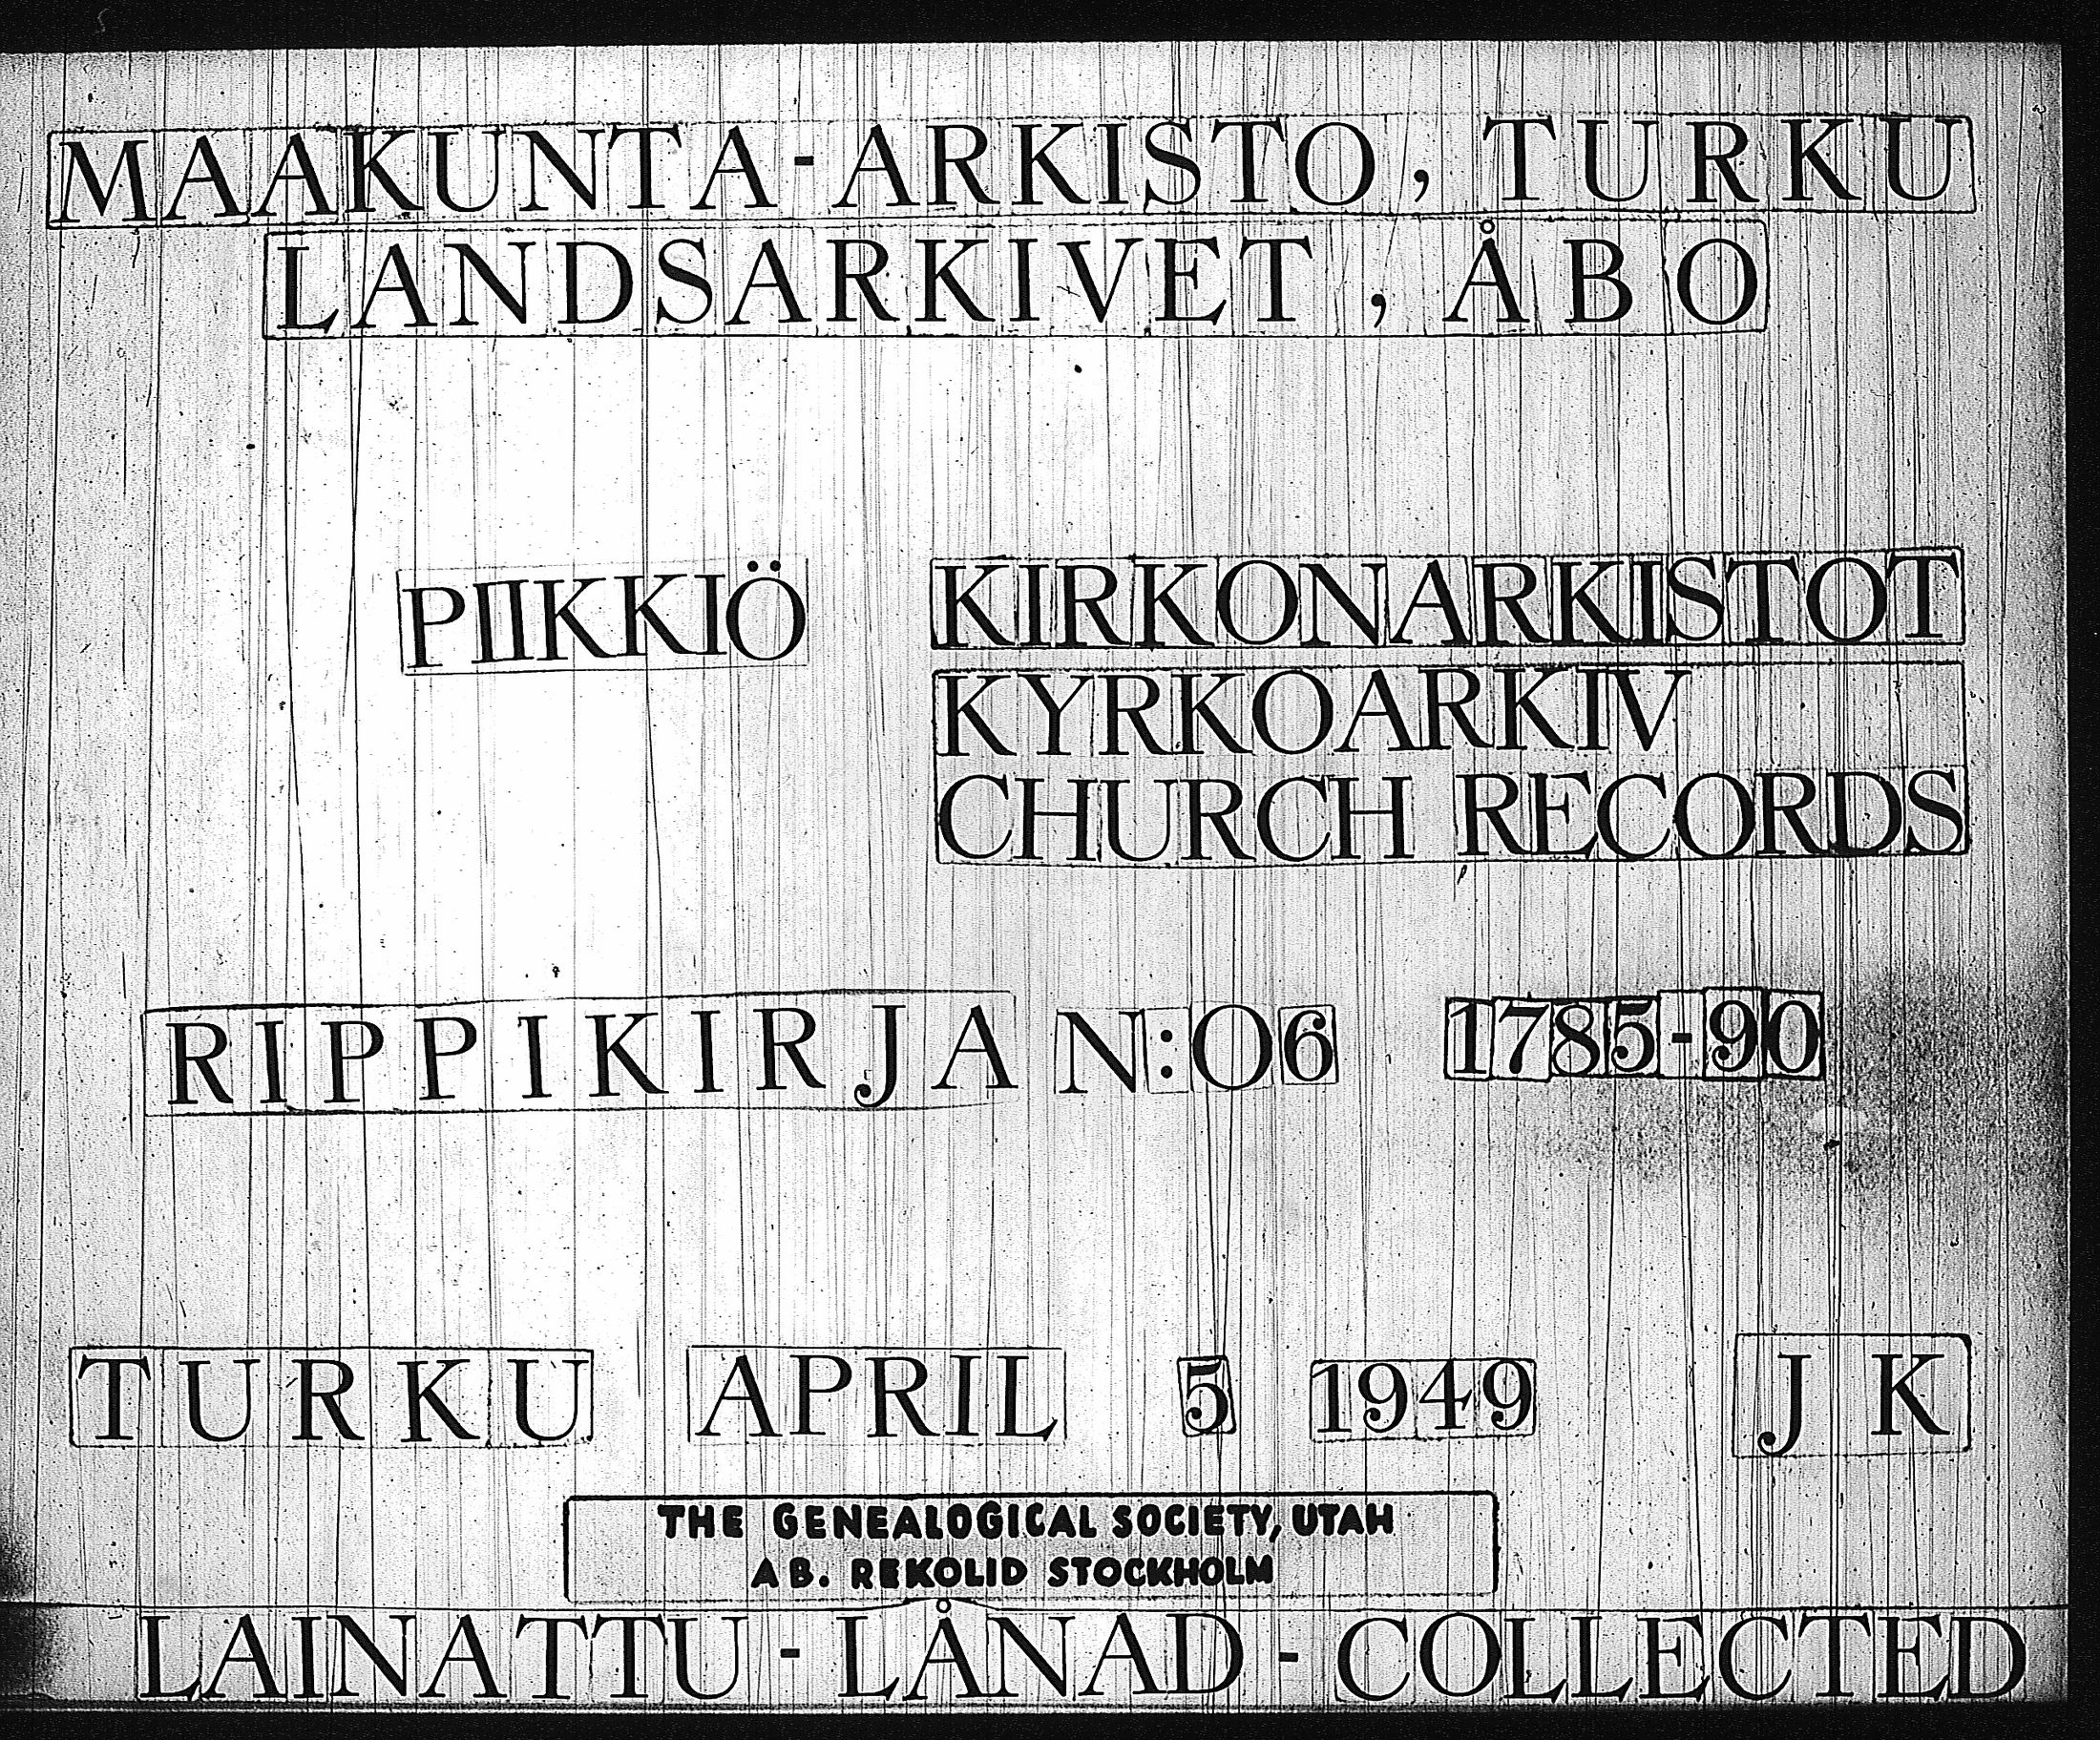 MAAKUNTA-ARKISTO, TURKU
LANDSARKIVET, ÅBO
PIIKKIÖ KIRKONARKISTOT
KYRKOARKIV
CHURCH RECORDS
RIPPIKIRJA N:O6 1785-90
TURKU APRIL 5 1949 JK
THE GENEALOGICAL SOCIETY, UTAH
AB. REKOLID STOCKHOLM
LAINATTU - LÅNAD - COLLECTED